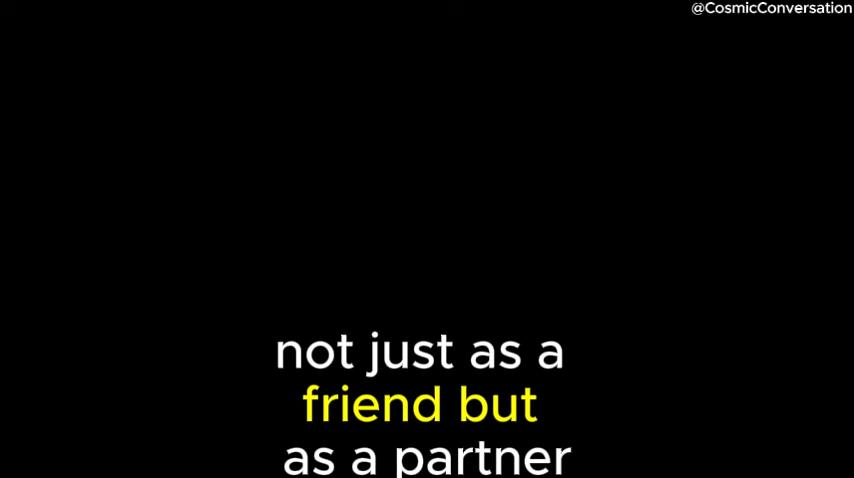 @CosmicConversation
not just as a
friend but
as a partner